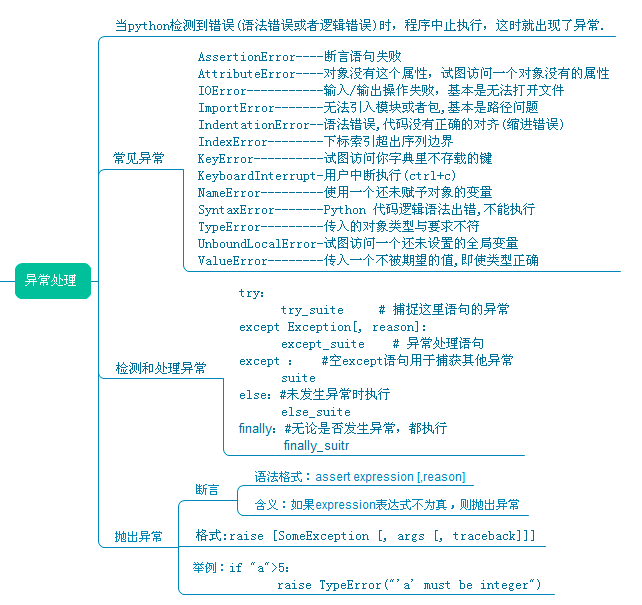 异常处理
当python检测到错误(语法错误或者逻辑错误)时，程序中止执行，这时就出现了异常.
常见异常
AssertionError----断言语句失败
AttributeError----对象没有这个属性，试图访问一个对象没有的属性
IOError-----------输入/输出操作失败，基本是无法打开文件
ImportError-------无法引入模块或者包,基本是路径问题
IndentationError--语法错误,代码没有正确的对齐(缩进错误)
IndexError--------下标索引超出序列边界
KeyError----------试图访问你字典里不存载的键
KeyboardInterrupt-用户中断执行(ctrl+c)
NameError---------使用一个还未赋予对象的变量
SyntaxError-------Python 代码逻辑语法出错,不能执行
TypeError---------传入的对象类型与要求不符
UnboundLocalError-试图访问一个还未设置的全局变量
ValueError--------传入一个不被期望的值,即使类型正确
检测和处理异常
try:
try_suite # 捕捉这里语句的异常
except Exception[, reason]:
except_suite # 异常处理语句
except : #空except语句用于捕获其他异常
suite
else: #未发生异常时执行
else_suite
finally: #无论是否发生异常，都执行
finally_suitr
抛出异常
断言
语法格式：assert expression [,reason]
含义：如果expression表达式不为真，则抛出异常
格式:raise [SomeException [, args [, traceback]]]
举例：if "a">5:
raise TypeError("'a' must be integer")